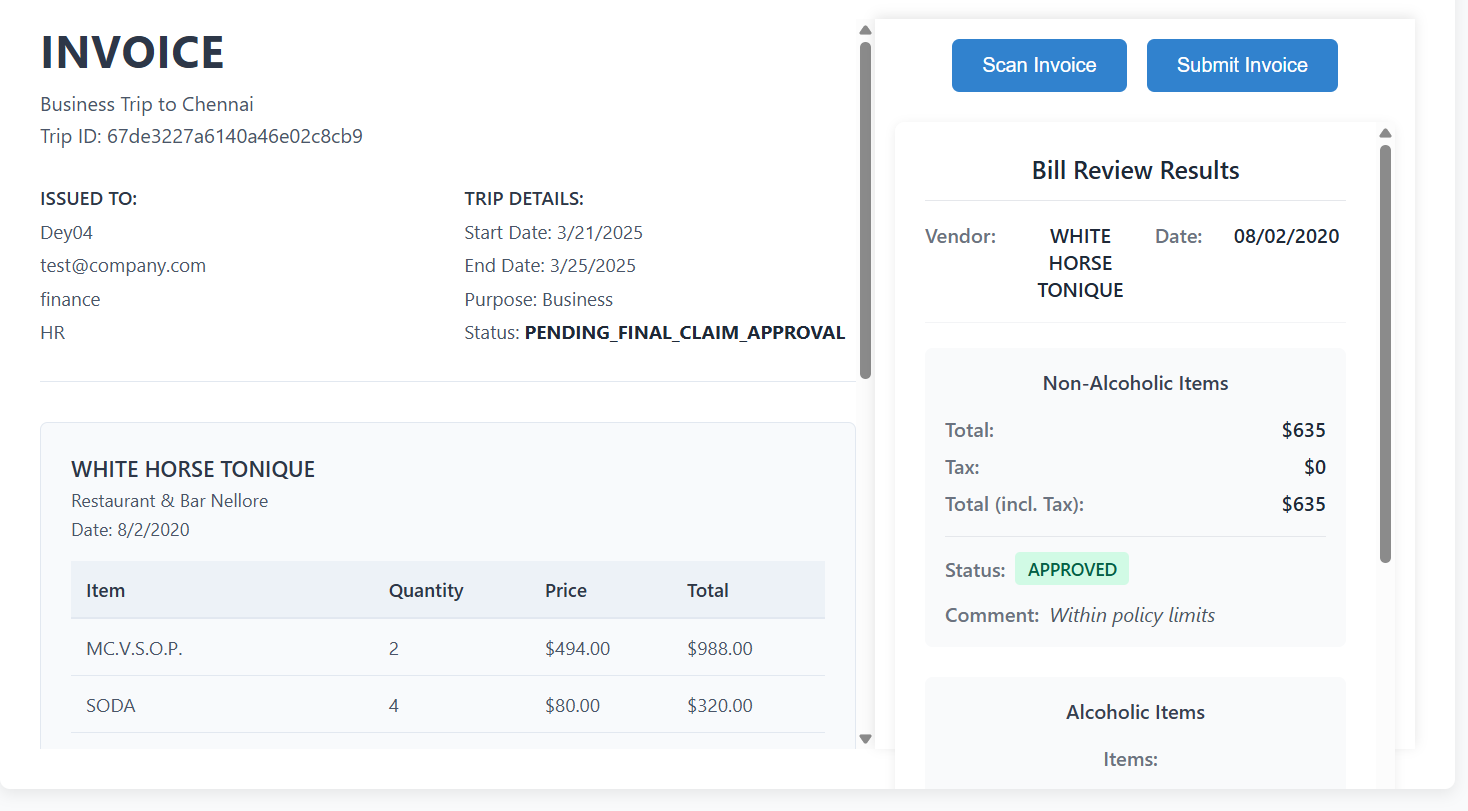 INVOICE
Business Trip to Chennai
Trip ID: 67de3227a6140a46e02c8cb9
ISSUED TO:
Dey04
test@company.com
finance
HR
TRIP DETAILS:
Start Date: 3/21/2025
End Date: 3/25/2025
Purpose: Business
Status: PENDING_FINAL_CLAIM_APPROVAL
WHITE HORSE TONIQUE
Restaurant & Bar Nellore
Date: 8/2/2020
Item Quantity Price Total
MC.V.S.O.P. 2 $494.00 $988.00
SODA 4 $80.00 $320.00
Scan Invoice Submit Invoice
Bill Review Results
Vendor: WHITE HORSE TONIQUE Date: 08/02/2020
Non-Alcoholic Items
Total: $635
Tax: $0
Total (incl. Tax): $635
Status: APPROVED
Comment: Within policy limits
Alcoholic Items
Items: